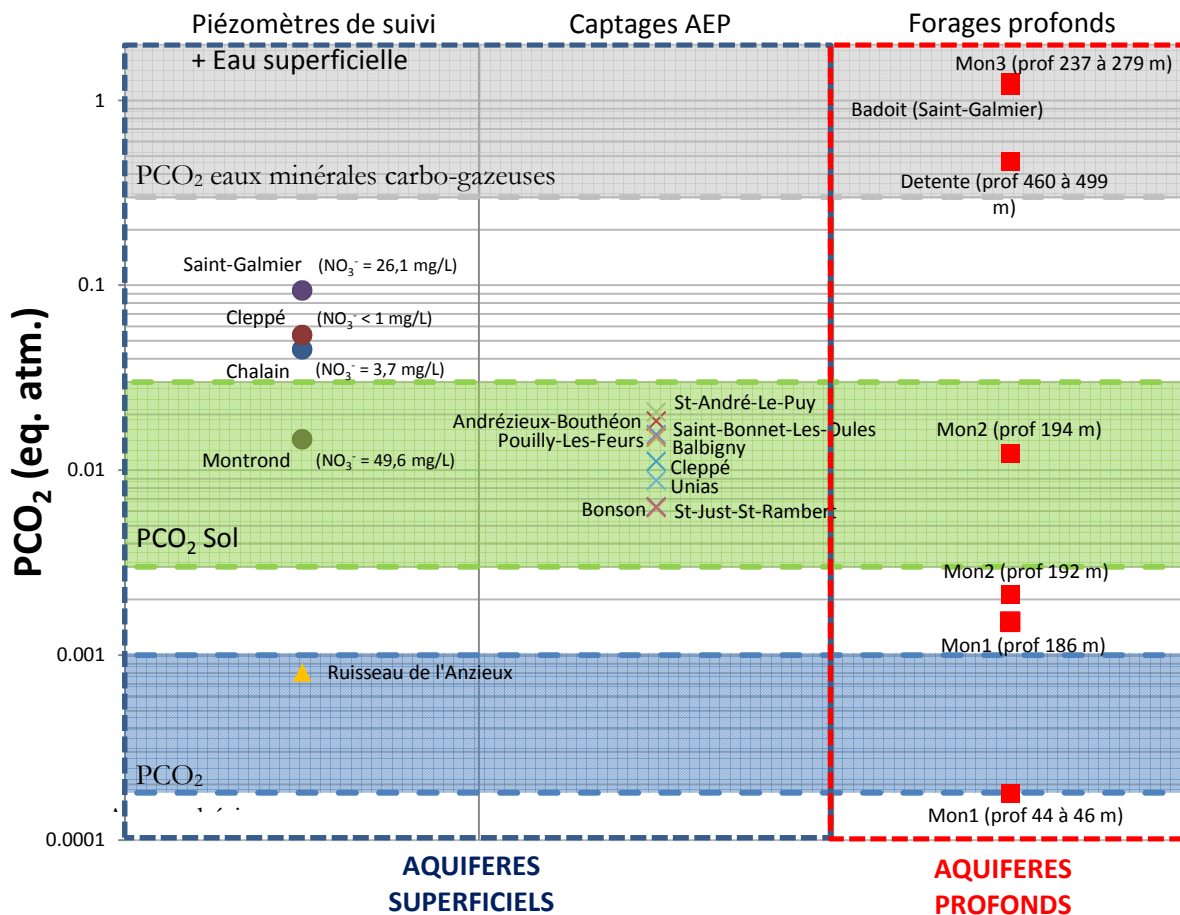 Piézomètres de suivi
Captages AEP
Forages profonds
+ Eau superficielle
Mon3 (prof 237 à 279 m)
1
Badoit (Saint-Galmier)
PCO₂ eaux minérales carbo-gazeuses
Detente (prof 460 à 499
m)
Saint-Galmier (NO₃⁻ = 26,1 mg/L)
0.1
Cleppé (NO₃⁻ < 1 mg/L)
Chalain (NO₃⁻ = 3,7 mg/L)
St-André-Le-Puy
Andrézieux-Bouthéon
Saint-Bonnet-Les-Oules
Mon2 (prof 194 m)
Pouilly-Les-Feurs
Balbigny
Montrond (NO₃⁻ = 49,6 mg/L)
0.01
Cleppé
Unias
Bonson
St-Just-St-Rambert
PCO₂ Sol
Mon2 (prof 192 m)
Mon1 (prof 186 m)
0.001
Ruisseau de l'Anzieux
PCO₂
Mon1 (prof 44 à 46 m)
0.0001
PCO₂ (eq. atm.)
AQUIFERES
SUPERFICIELS
AQUIFERES
PROFONDS